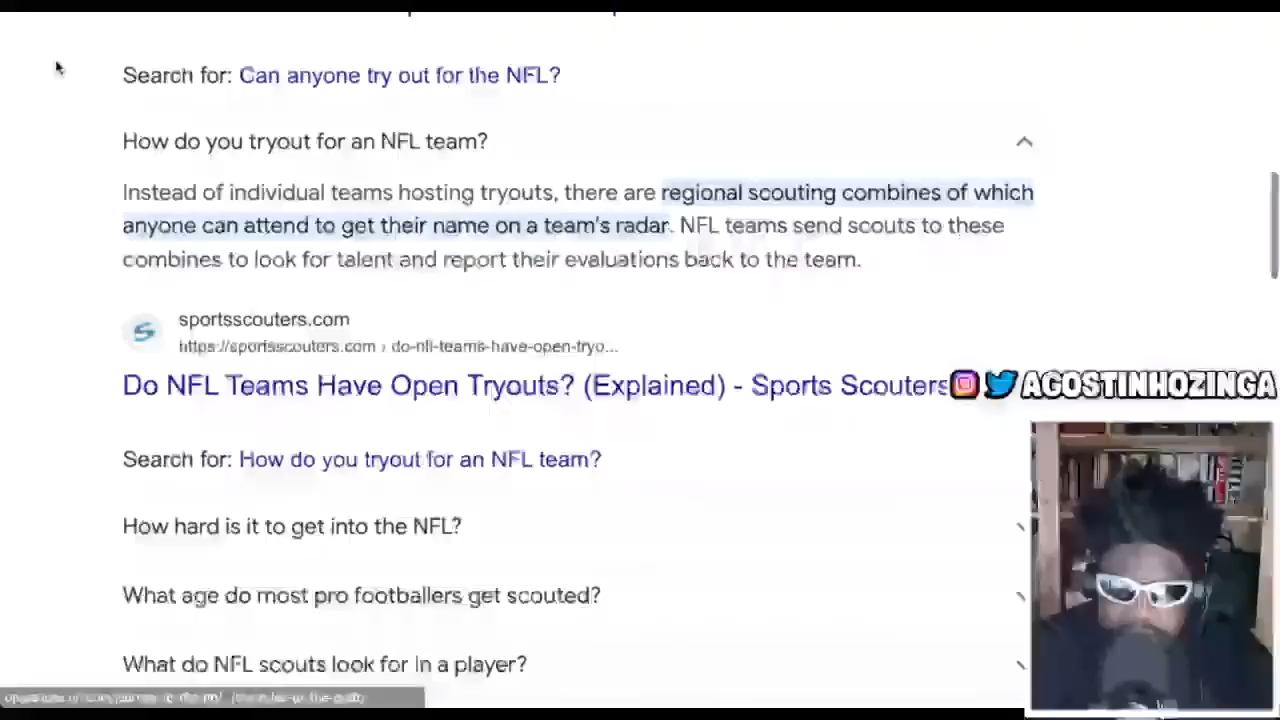 Search for: Can anyone try out for the NFL?
How do you tryout for an NFL team?
Instead of individual teams hosting tryouts, there are regional scouting combines of which
anyone can attend to get their name on a team's radar. NFL teams send scouts to these
combines to look for talent and report their evaluations back to the team.
sportsscouters.com
https://sportsscouters.com › do-nfl-teams-have-open-tryo...
Do NFL Teams Have Open Tryouts? (Explained) - Sports Scouters
AGOSTINHOZINGA
Search for: How do you tryout for an NFL team?
How hard is it to get into the NFL?
What age do most pro footballers get scouted?
What do NFL scouts look for in a player?